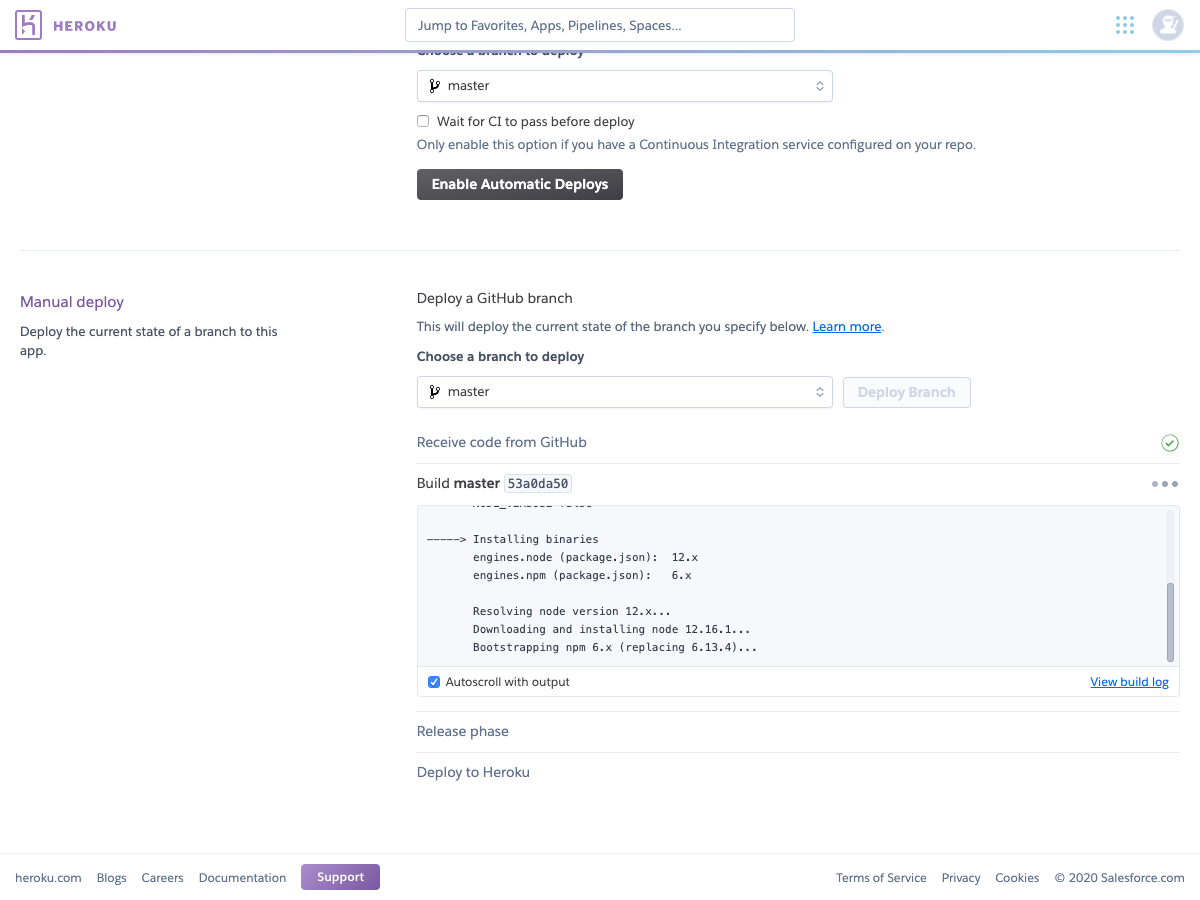 HEROKU
Jump to Favorites, Apps, Pipelines, Spaces...
Choose a branch to deploy
master
Wait for CI to pass before deploy
Only enable this option if you have a Continuous Integration service configured on your repo.
Enable Automatic Deploys
Manual deploy
Deploy the current state of a branch to this
app.
Deploy a GitHub branch
This will deploy the current state of the branch you specify below. Learn more.
Choose a branch to deploy
master
Deploy Branch
Receive code from GitHub
Build master 53a0da50
-----> Installing binaries
engines.node (package.json):  12.x
engines.npm (package.json):   6.x
Resolving node version 12.x...
Downloading and installing node 12.16.1...
Bootstrapping npm 6.x (replacing 6.13.4)...
Autoscroll with output
View build log
Release phase
Deploy to Heroku
heroku.com Blogs Careers Documentation Support
Terms of Service Privacy Cookies © 2020 Salesforce.com